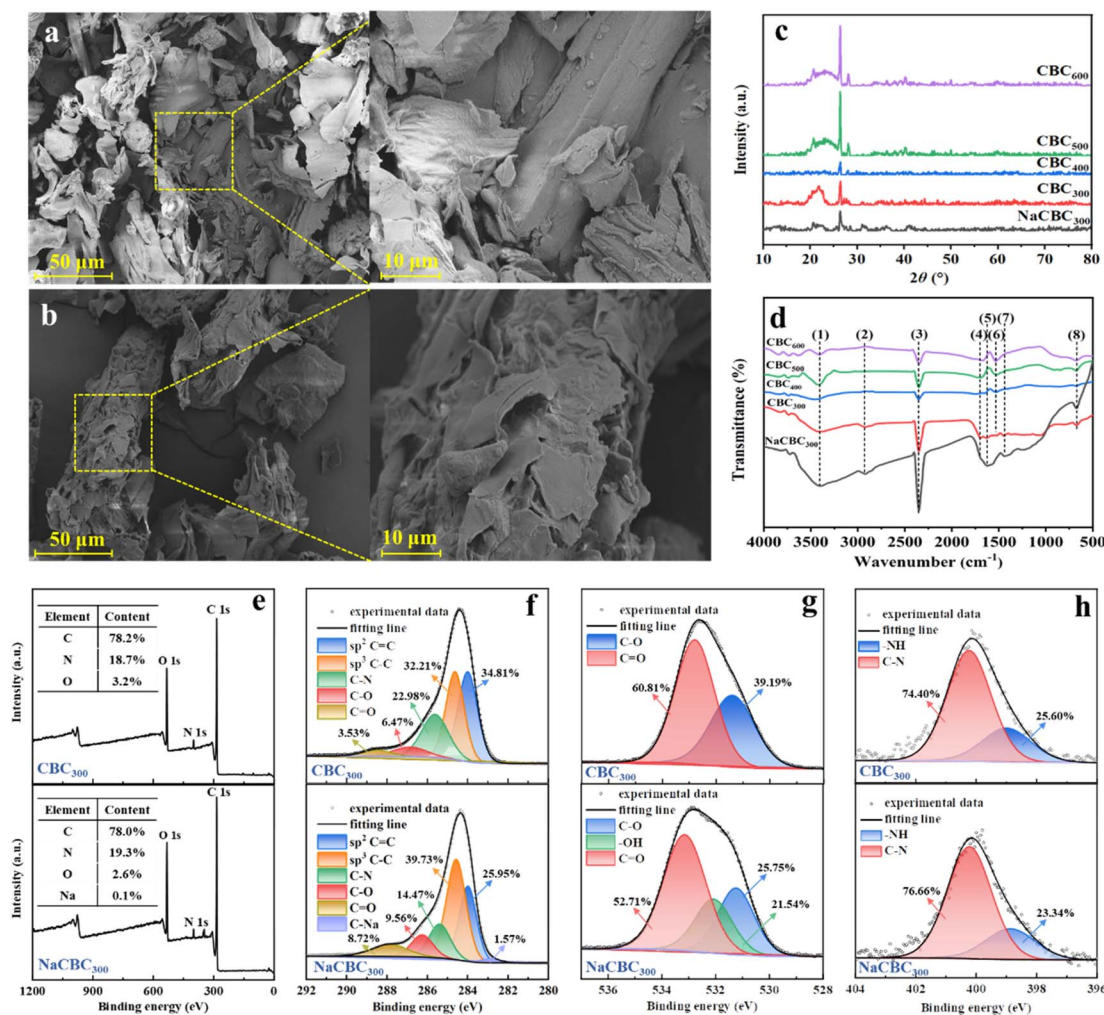 a
50 μm
10 μm
b
50 μm
10 μm
c
Intensity (a.u.)
CBC600
CBC500
CBC400
CBC300
NaCBC300
10 20 30 40 50 60 70 80
2θ (°)
d
(1) (2) (3) (4) (5) (6) (7) (8)
CBC600
CBC500
CBC400
CBC300
NaCBC300
Transmittance (%)
4000 3500 3000 2500 2000 1500 1000 500
Wavenumber (cm-1)
e
Intensity (a.u.)
Element Content
C 78.2%
N 18.7%
O 3.2%
C 1s
O 1s
N 1s
CBC300
Intensity (a.u.)
Element Content
C 78.0%
N 19.3%
O 2.6%
Na 0.1%
C 1s
O 1s
N 1s
NaCBC300
1200 900 600 300 0
Binding energy (eV)
f
Intensity (a.u.)
experimental data
fitting line
sp2 C=C
sp3 C-C
C-N
C-O
C=O
32.21%
34.81%
22.98%
6.47%
3.53%
CBC300
Intensity (a.u.)
experimental data
fitting line
sp2 C=C
sp3 C-C
C-N
C-O
C=O
C-Na
39.73%
25.95%
14.47%
9.56%
8.72%
1.57%
NaCBC300
292 290 288 286 284 282 280
Binding energy (eV)
g
Intensity (a.u.)
experimental data
fitting line
C-O
C=O
60.81%
39.19%
CBC300
Intensity (a.u.)
experimental data
fitting line
C-O
-OH
C=O
25.75%
52.71%
21.54%
NaCBC300
536 534 532 530 528
Binding energy (eV)
h
Intensity (a.u.)
experimental data
fitting line
-NH
C-N
74.40%
25.60%
CBC300
Intensity (a.u.)
experimental data
fitting line
-NH
C-N
76.66%
23.34%
NaCBC300
404 402 400 398 396
Binding energy (eV)